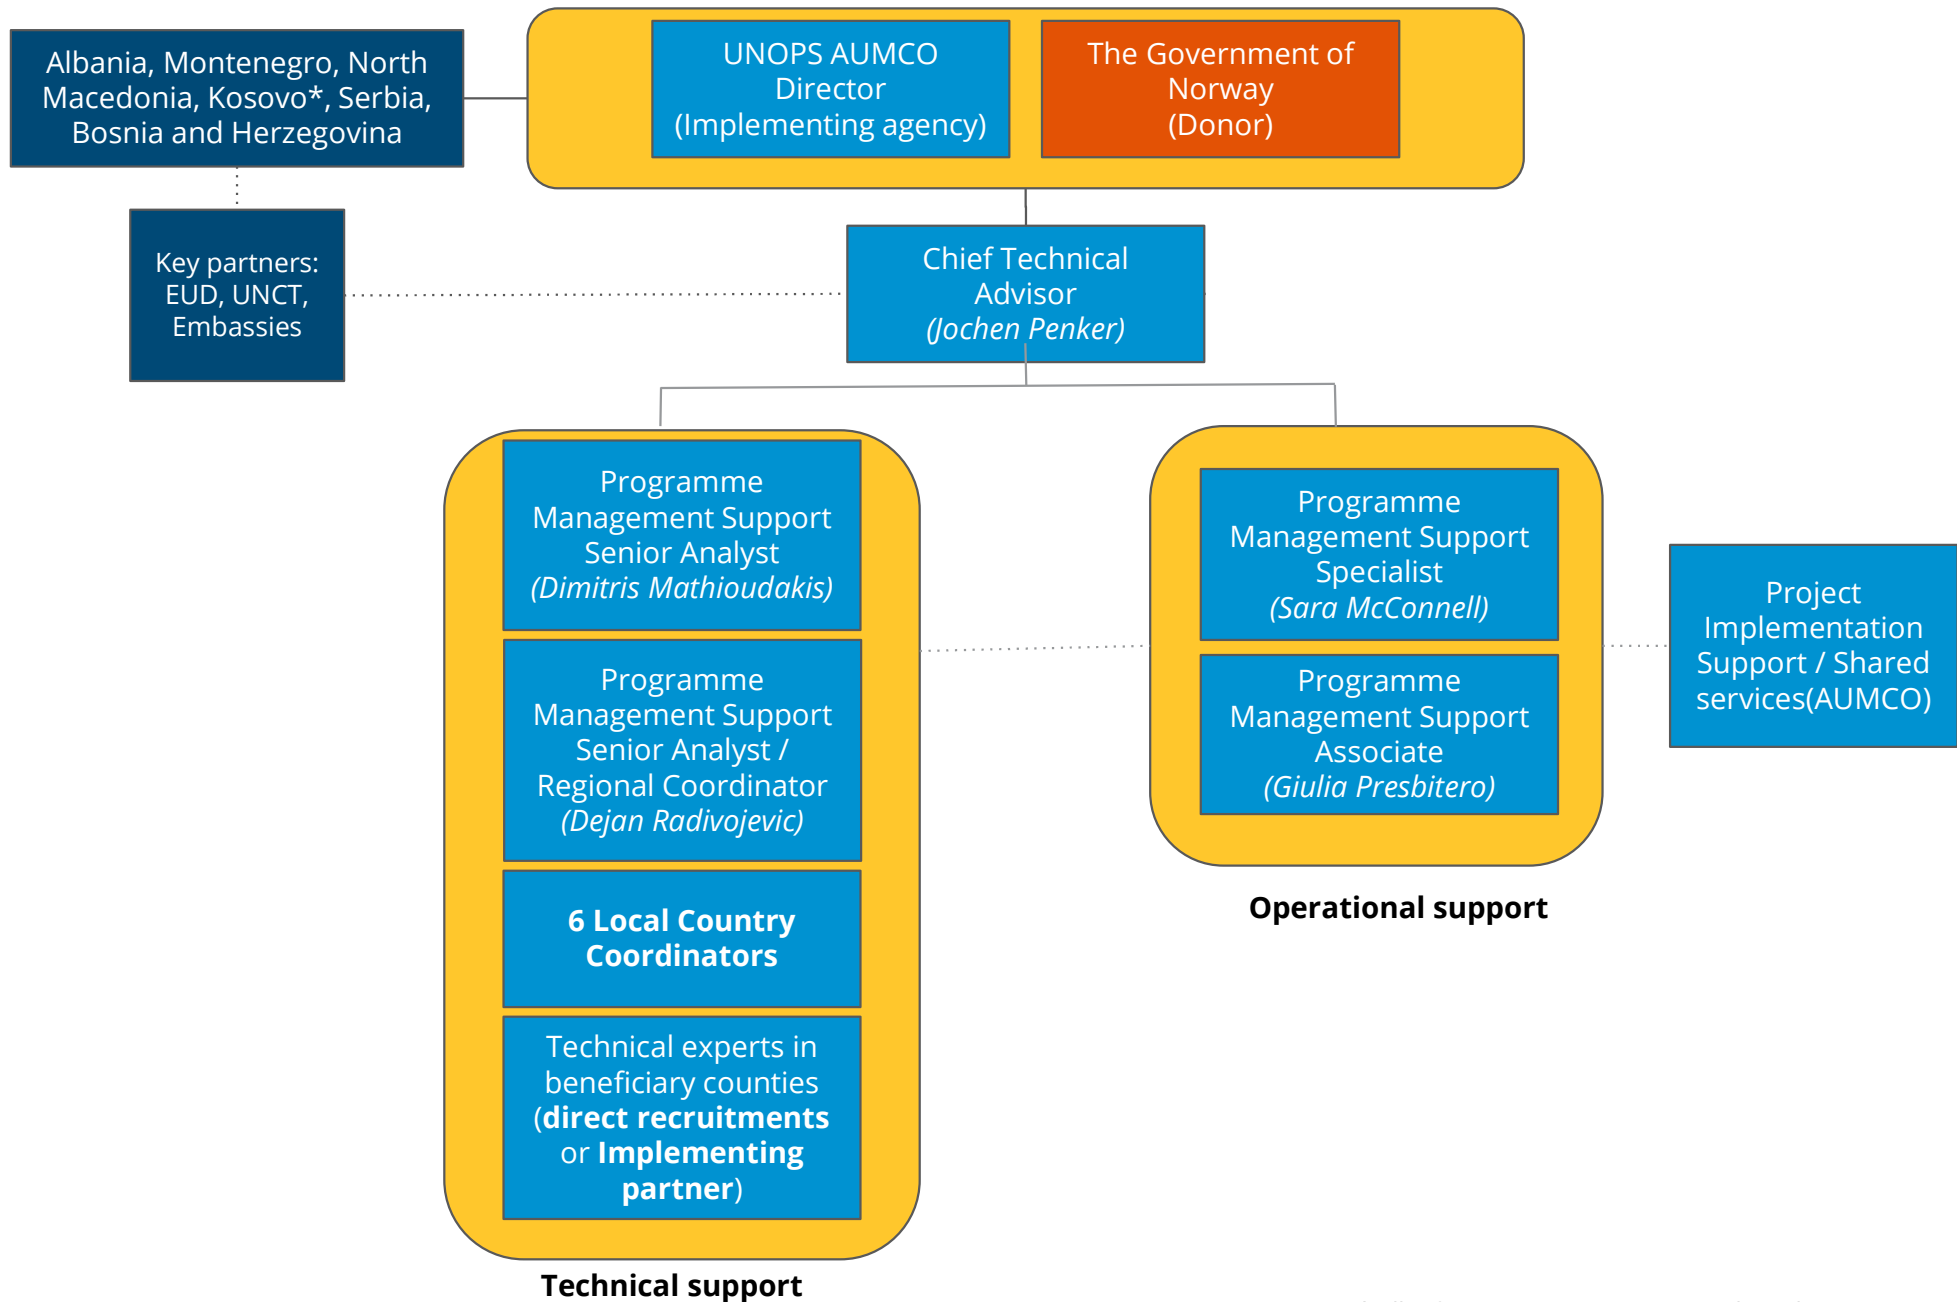 Albania, Montenegro, North
Macedonia, Kosovo*, Serbia,
Bosnia and Herzegovina
UNOPS AUMCO
Director
(Implementing agency)
The Government of
Norway
(Donor)
Key partners:
EUD, UNCT,
Embassies
Chief Technical
Advisor
(Jochen Penker)
Programme
Management Support
Senior Analyst
(Dimitris Mathioudakis)
Programme
Management Support
Senior Analyst /
Regional Coordinator
(Dejan Radivojevic)
6 Local Country
Coordinators
Technical experts in
beneficiary counties
(direct recruitments
or Implementing
partner)
Technical support
Programme
Management Support
Specialist
(Sara McConnell)
Programme
Management Support
Associate
(Giulia Presbitero)
Operational support
Project
Implementation
Support / Shared
services(AUMCO)